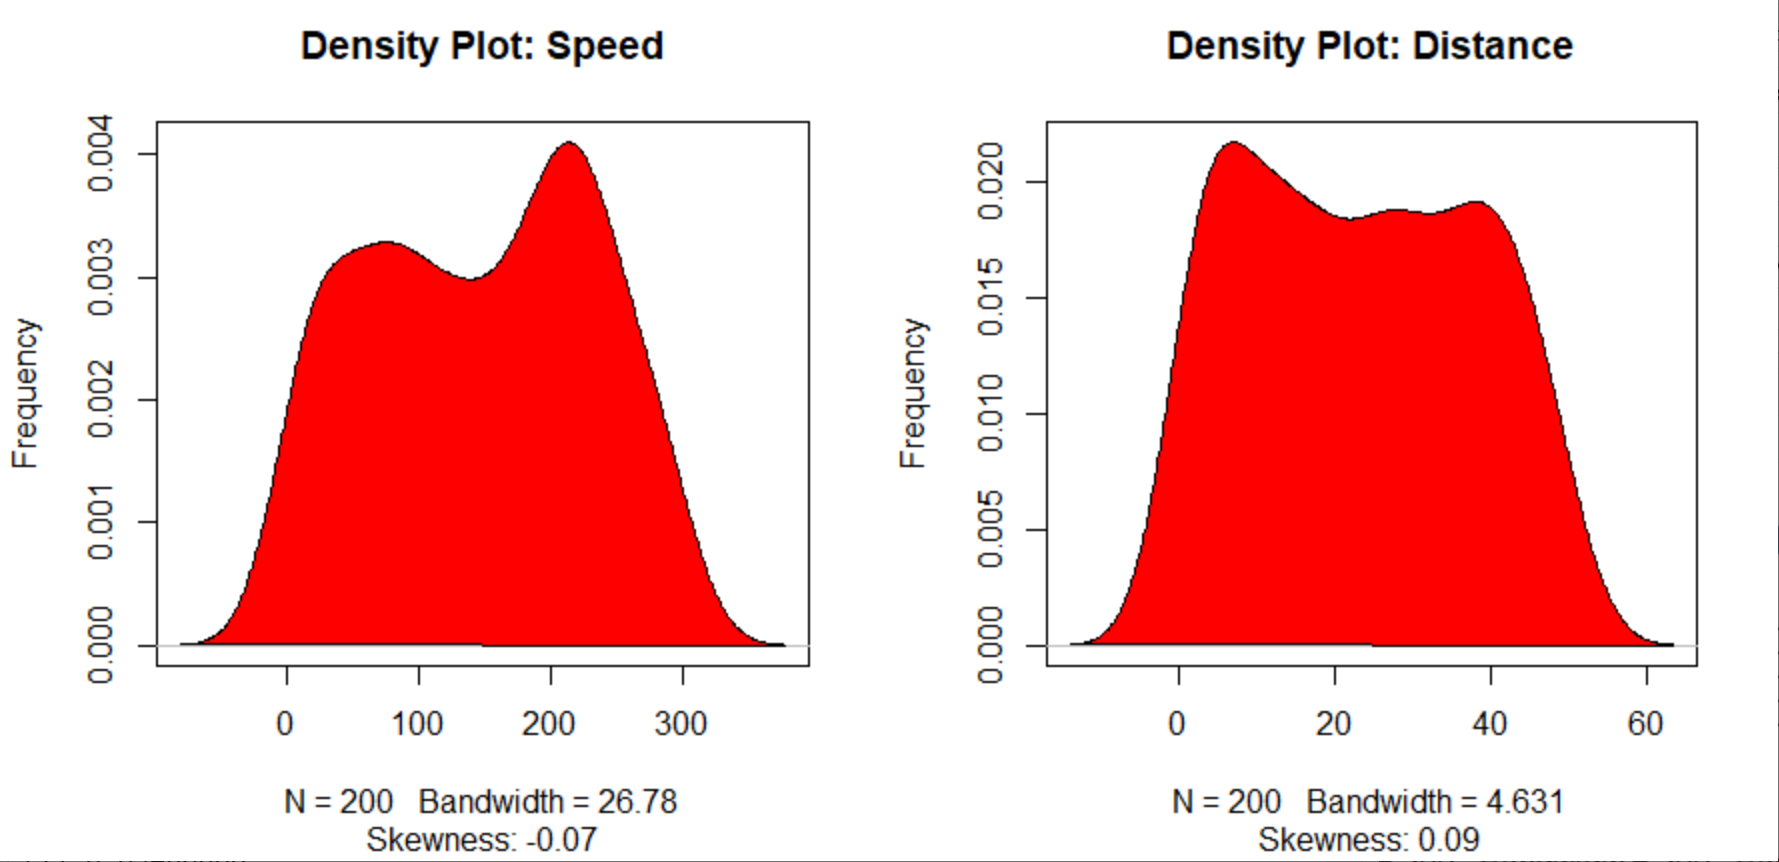 Density Plot: Speed
Frequency
0.004
0.003
0.002
0.001
0.000
0 100 200 300
N = 200 Bandwidth = 26.78
Skewness: -0.07
Density Plot: Distance
Frequency
0.020
0.015
0.010
0.005
0.000
0 20 40 60
N = 200 Bandwidth = 4.631
Skewness: 0.09